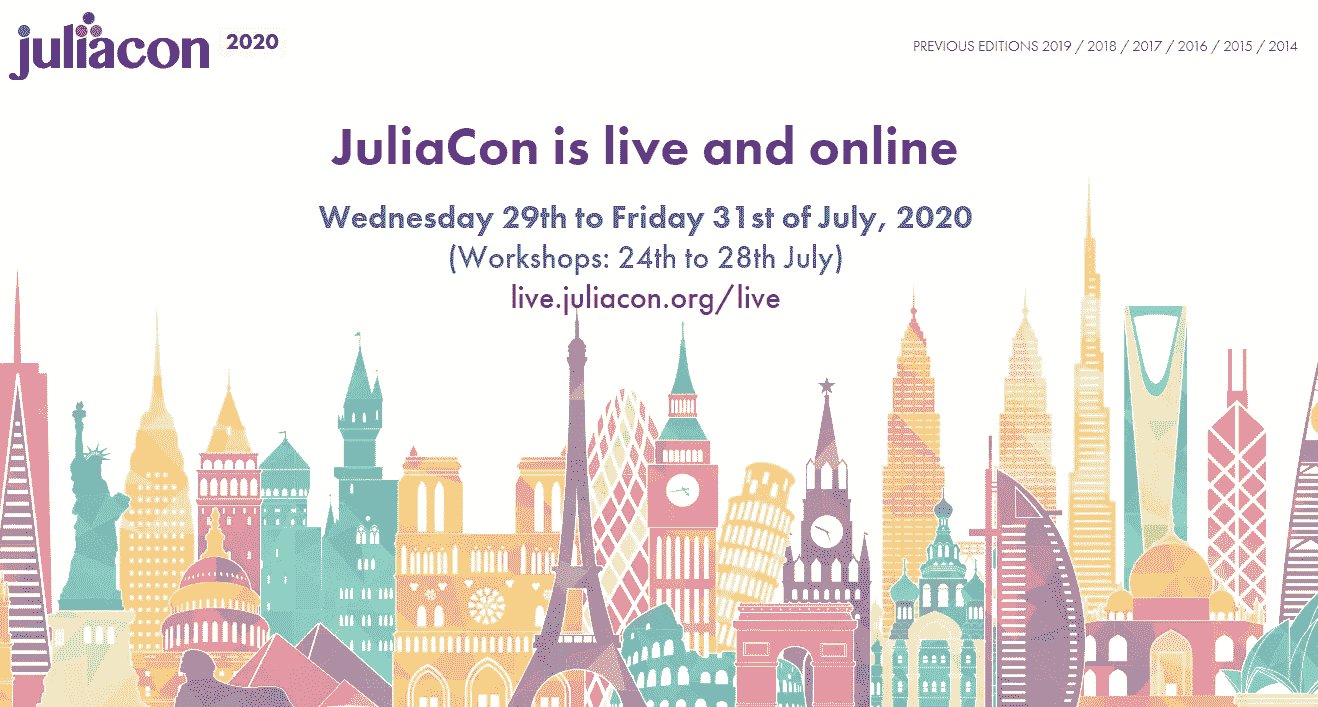 juliacon 2020
PREVIOUS EDITIONS 2019 / 2018 / 2017 / 2016 / 2015 / 2014
JuliaCon is live and online
Wednesday 29th to Friday 31st of July, 2020
(Workshops: 24th to 28th July)
live.juliacon.org/live